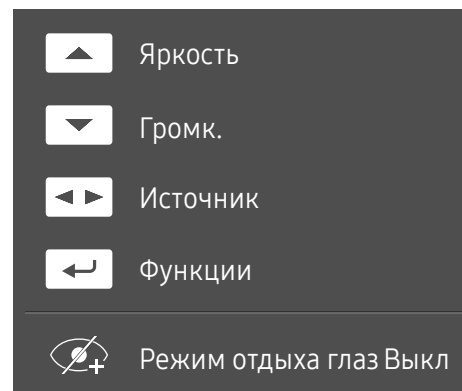 Яркость
Громк.
Источник
Функции
Режим отдыха глаз Выкл